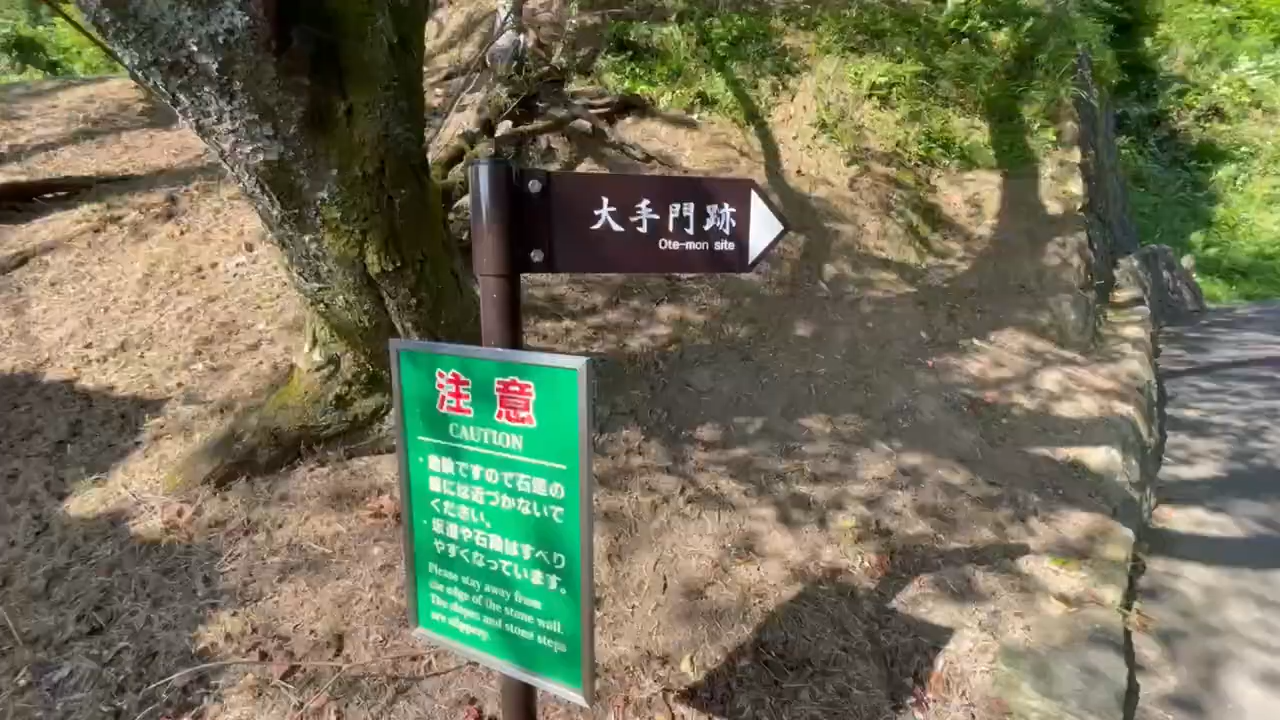 大手門跡
Ote-mon site
注意
CAUTION
・危険ですので石垣の
縁には近づかないで
ください。
・坂道や石段はすべり
やすくなっています。
Please stay away from
the edge of the stone wall.
The slopes and stone steps
are slippery.